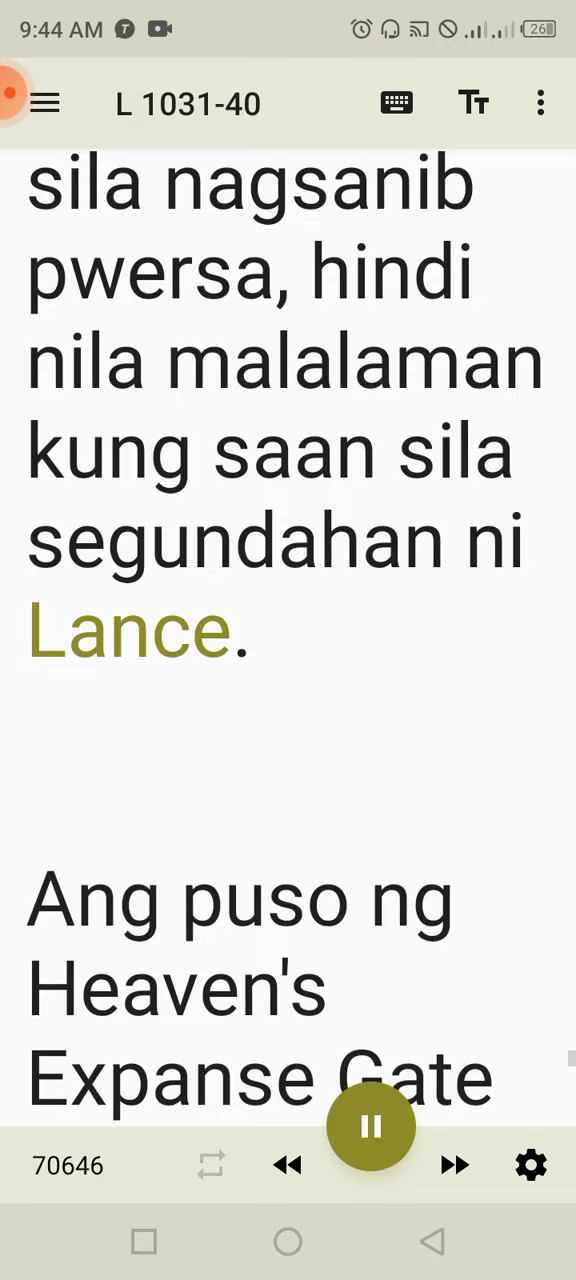 9:44 AM
26
L 1031-40
sila nagsanib
pwersa, hindi
nila malalaman
kung saan sila
segundahan ni
Lance.
Ang puso ng
Heaven's
Expanse Gate
70646